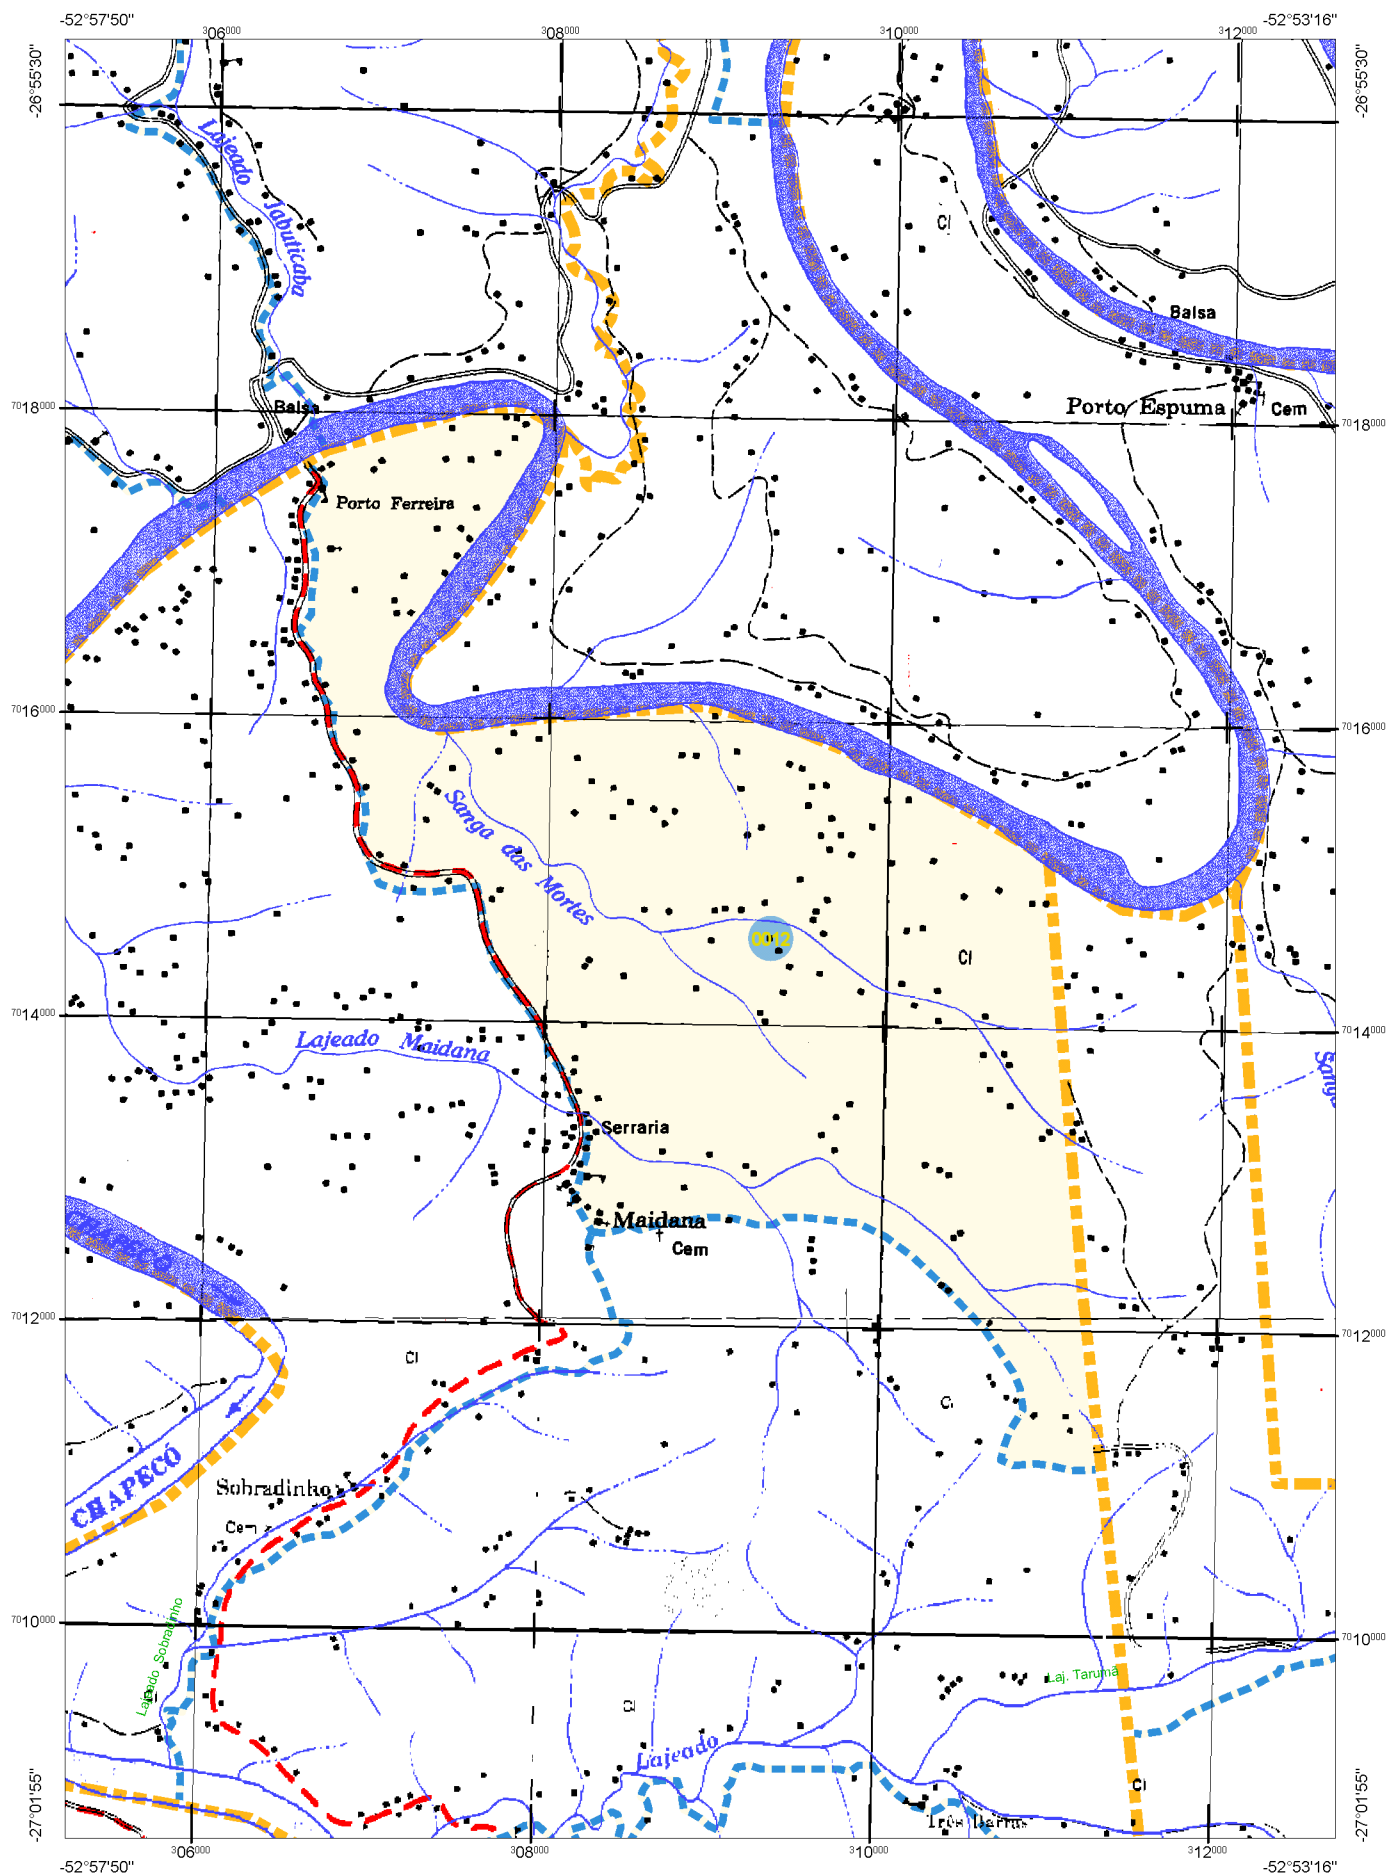 -52°57'50"
-52°53'16"
306000
308000
310000
312000
-26°55'30"
-26°55'30"
Lajeado Jabuticaba
Cl
Balsa
7018000
Balsa
Porto Espuma
Cem
7018000
Porto Ferreira
7016000
7016000
Sanga das Mortes
0012
Cl
7014000
7014000
Lajeado Maidana
Sanga
Serraria
Maidana
Cem
CHAPECÓ
7012000
7012000
Cl
CHAPECÓ
Sobradinho
Cem
7010000
7010000
Lajeado Sobradinho
Laj. Tarumã
Cl
Lajeado
Cl
Três Barras
-27°01'55"
-27°01'55"
306000
308000
310000
312000
-52°57'50"
-52°53'16"